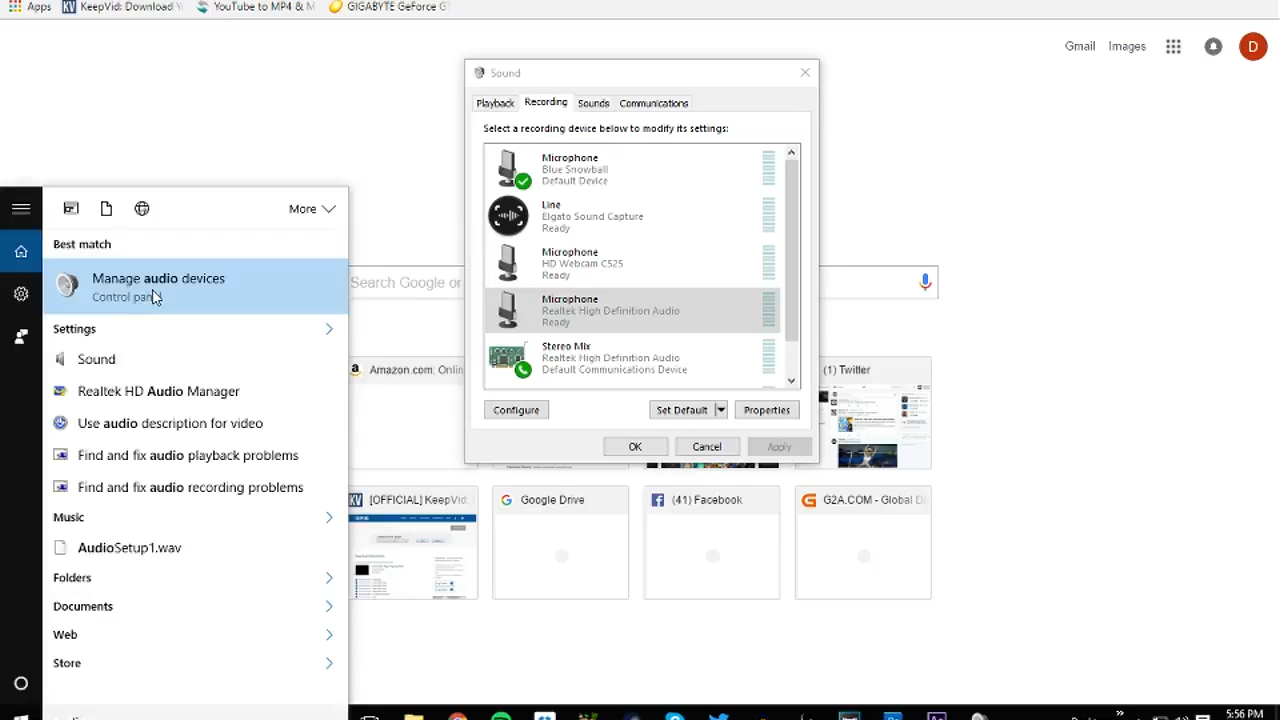 Apps
KeepVid: Download Yo
YouTube to MP4 & M
GIGABYTE GeForce GT
Gmail
Images
D
Sound
Playback
Recording
Sounds
Communications
Select a recording device below to modify its settings:
Microphone
Blue Snowball
Default Device
Line
Elgato Sound Capture
Ready
Microphone
HD Webcam C525
Ready
Microphone
Realtek High Definition Audio
Ready
Stereo Mix
Realtek High Definition Audio
Default Communications Device
Configure
Set Default
Properties
OK
Cancel
Apply
More
Best match
Manage audio devices
Control panel
Settings
Sound
Realtek HD Audio Manager
Use audio description for video
Find and fix audio playback problems
Find and fix audio recording problems
Music
AudioSetup1.wav
Folders
Documents
Web
Store
Search Google or
Amazon.com: Onlin
(1) Twitter
[OFFICIAL] KeepVid:
Google Drive
(41) Facebook
G2A.COM - Global Di
5:56 PM